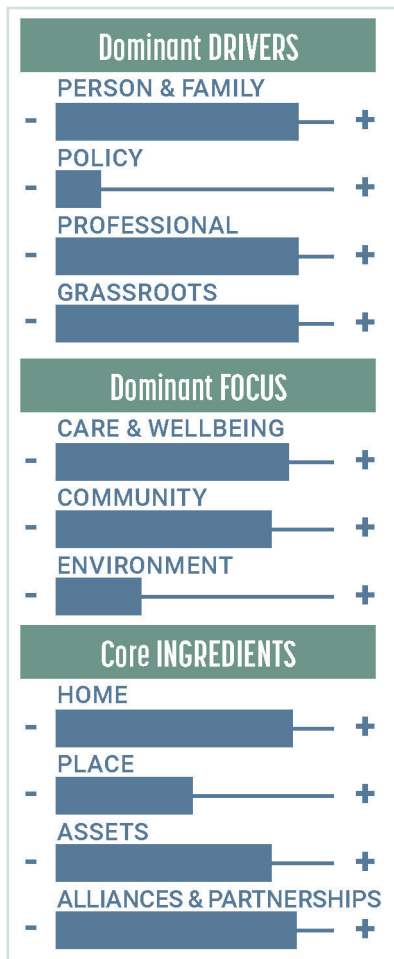 Dominant DRIVERS
PERSON & FAMILY
- +
POLICY
- +
PROFESSIONAL
- +
GRASSROOTS
- +
Dominant FOCUS
CARE & WELLBEING
- +
COMMUNITY
- +
ENVIRONMENT
- +
Core INGREDIENTS
HOME
- +
PLACE
- +
ASSETS
- +
ALLIANCES & PARTNERSHIPS
- +